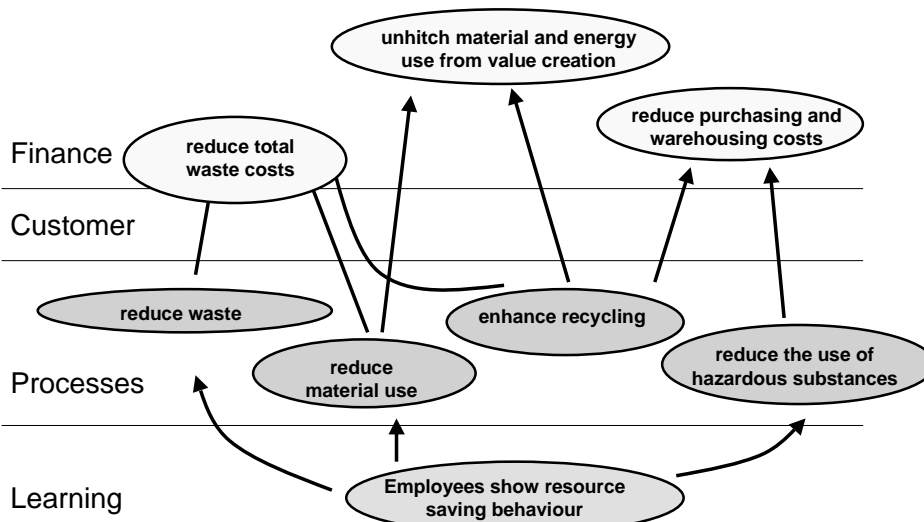 unhitch material and energy
use from value creation
reduce purchasing and
warehousing costs
Finance
reduce total
waste costs
Customer
reduce waste
enhance recycling
Processes
reduce
material use
reduce the use of
hazardous substances
Learning
Employees show resource
saving behaviour